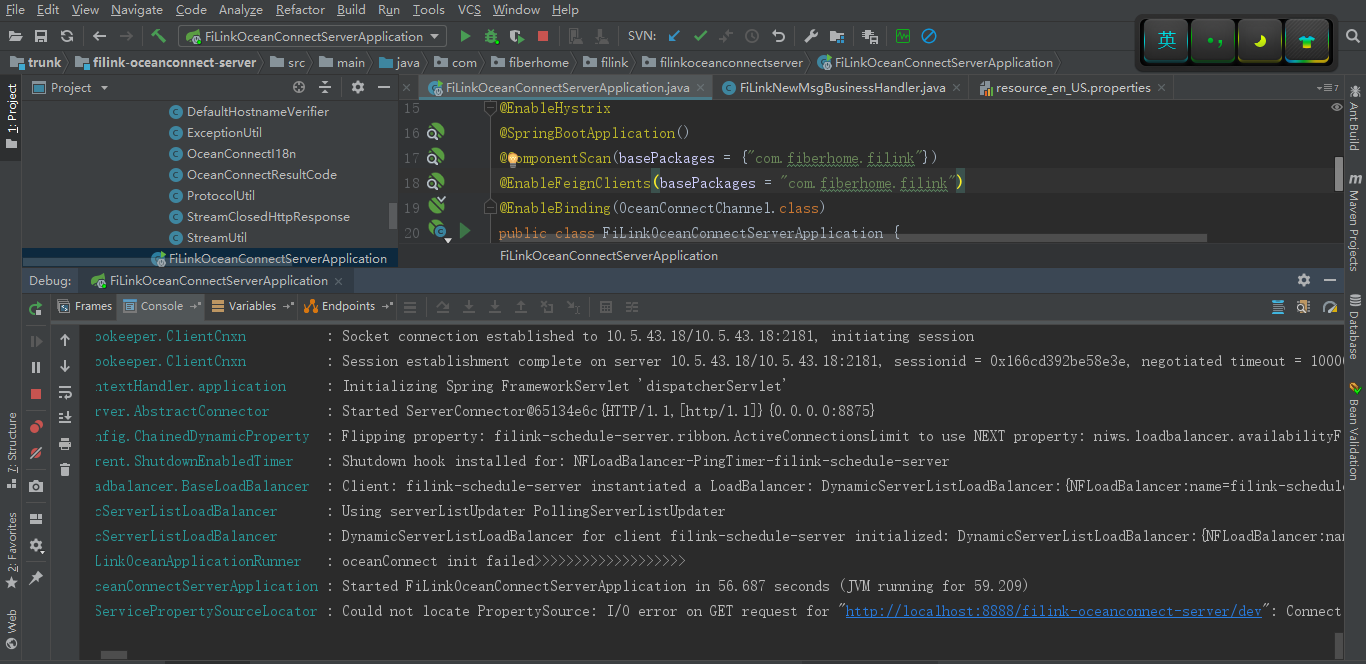 File Edit View Navigate Code Analyze Refactor Build Run Tools VCS Window Help
FiLinkOceanConnectServerApplication SVN: 英
trunk filink-oceanconnect-server src main java com fiberhome filink filinkoceanconnectserver FiLinkOceanConnectServerApplication
Project FiLinkOceanConnectServerApplication.java FiLinkNewMsgBusinessHandler.java resource_en_US.properties 7
1: Project
DefaultHostnameVerifier
ExceptionUtil
OceanConnectI18n
OceanConnectResultCode
ProtocolUtil
StreamClosedHttpResponse
StreamUtil
FiLinkOceanConnectServerApplication
15 @EnableHystrix
16 @SpringBootApplication()
17 @ComponentScan(basePackages = {"com.fiberhome.filink"})
18 @EnableFeignClients(basePackages = "com.fiberhome.filink")
19 @EnableBinding(OceanConnectChannel.class)
20 public class FiLinkOceanConnectServerApplication {
FiLinkOceanConnectServerApplication
Ant Build
Maven Projects
Database
Bean Validation
Debug: FiLinkOceanConnectServerApplication
Frames Console Variables Endpoints
ookeeper.ClientCnxn : Socket connection established to 10.5.43.18/10.5.43.18:2181, initiating session
ookeeper.ClientCnxn : Session establishment complete on server 10.5.43.18/10.5.43.18:2181, sessionid = 0x166cd392be58e3e, negotiated timeout = 10000
ntextHandler.application : Initializing Spring FrameworkServlet 'dispatcherServlet'
rver.AbstractConnector : Started ServerConnector@65134e6c{HTTP/1.1,[http/1.1]}{0.0.0.0:8875}
nfig.ChainedDynamicProperty : Flipping property: filink-schedule-server.ribbon.ActiveConnectionsLimit to use NEXT property: niws.loadbalancer.availabilityF
rent.ShutdownEnabledTimer : Shutdown hook installed for: NFLoadBalancer-PingTimer-filink-schedule-server
adbalancer.BaseLoadBalancer : Client: filink-schedule-server instantiated a LoadBalancer: DynamicServerListLoadBalancer:{NFLoadBalancer:name=filink-schedul
cServerListLoadBalancer : Using serverListUpdater PollingServerListUpdater
cServerListLoadBalancer : DynamicServerListLoadBalancer for client filink-schedule-server initialized: DynamicServerListLoadBalancer:{NFLoadBalancer:nam
LinkOceanApplicationRunner : oceanConnect init failed>>>>>>>>>>>>>>>>>>>
ceanConnectServerApplication : Started FiLinkOceanConnectServerApplication in 56.687 seconds (JVM running for 59.209)
ServicePropertySourceLocator : Could not locate PropertySource: I/O error on GET request for "http://localhost:8888/filink-oceanconnect-server/dev": Connect
7: Structure
2: Favorites
Web